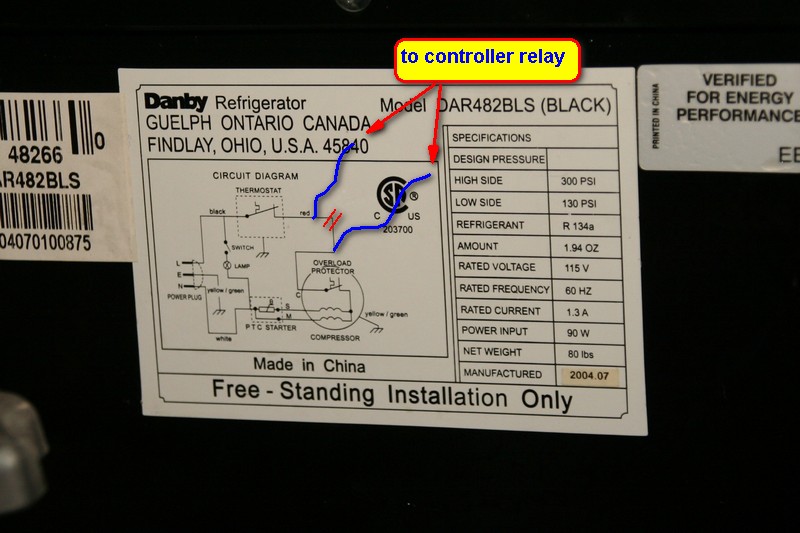 to controller relay
Danby Refrigerator Model DAR482BLS (BLACK)
GUELPH ONTARIO CANADA
FINDLAY, OHIO, U.S.A. 45840
CIRCUIT DIAGRAM
THERMOSTAT
black
red
SWITCH
LAMP
L
E
N
POWER PLUG
yellow / green
white
PTC STARTER
S
M
C
OVERLOAD
PROTECTOR
yellow / green
COMPRESSOR
SA ®
C US
203700
SPECIFICATIONS
DESIGN PRESSURE
HIGH SIDE 300 PSI
LOW SIDE 130 PSI
REFRIGERANT R 134a
AMOUNT 1.94 OZ
RATED VOLTAGE 115 V
RATED FREQUENCY 60 HZ
RATED CURRENT 1.3 A
POWER INPUT 90 W
NET WEIGHT 80 lbs
MANUFACTURED 2004.07
Made in China
Free - Standing Installation Only
0
48266
AR482BLS
04070100875
PRINTED IN CHINA
VERIFIED
FOR ENERGY
PERFORMANCE
EE